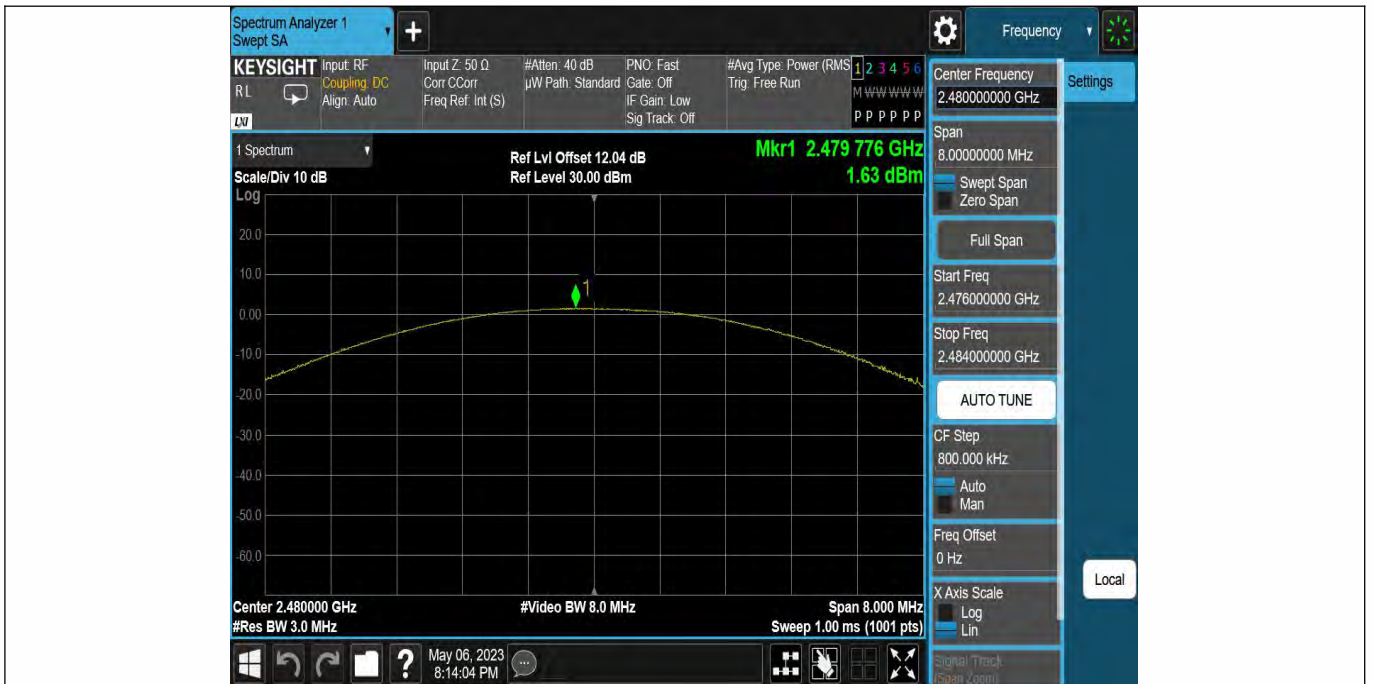 Spectrum Analyzer 1
Swept SA
+
Frequency
KEYSIGHT
RL
LXI
Input: RF
Coupling: DC
Align: Auto
Input Z: 50 Ω
Corr CCorr
Freq Ref: Int (S)
#Atten: 40 dB
µW Path: Standard
PNO: Fast
Gate: Off
IF Gain: Low
Sig Track: Off
#Avg Type: Power (RMS
Trig: Free Run
1 2 3 4 5 6
M W W W W W
P P P P P P
1 Spectrum
Scale/Div 10 dB
Log
Ref Lvl Offset 12.04 dB
Ref Level 30.00 dBm
Mkr1 2.479 776 GHz
1.63 dBm
20.0
10.0
0.00
-10.0
-20.0
-30.0
-40.0
-50.0
-60.0
1
Center 2.480000 GHz
#Res BW 3.0 MHz
#Video BW 8.0 MHz
Span 8.000 MHz
Sweep 1.00 ms (1001 pts)
?
May 06, 2023
8:14:04 PM
Center Frequency
2.480000000 GHz
Settings
Span
8.00000000 MHz
Swept Span
Zero Span
Full Span
Start Freq
2.476000000 GHz
Stop Freq
2.484000000 GHz
AUTO TUNE
CF Step
800.000 kHz
Auto
Man
Freq Offset
0 Hz
X Axis Scale
Log
Lin
Local
Signal Track
(Span Zoom)